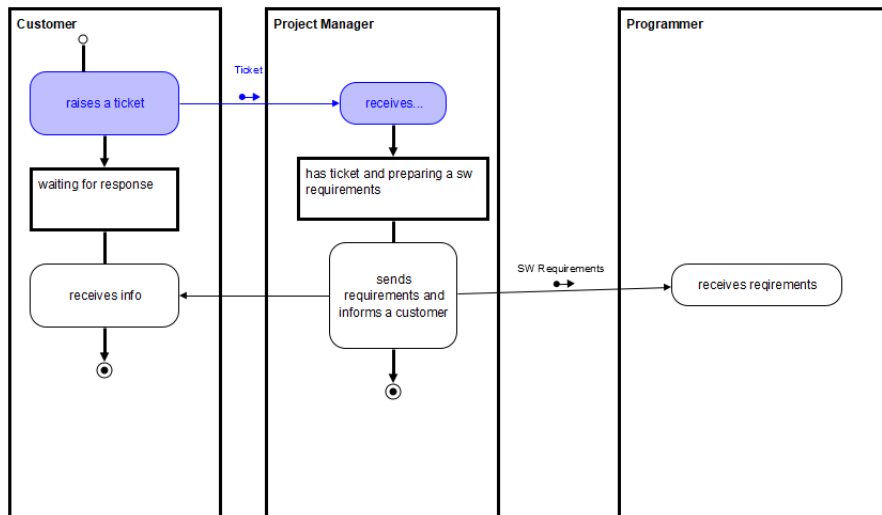 Customer
Project Manager
Programmer
Ticket
raises a ticket
receives...
waiting for response
has ticket and preparing a sw
requirements
SW Requirements
receives info
sends
requirements and
informs a customer
receives reqirements